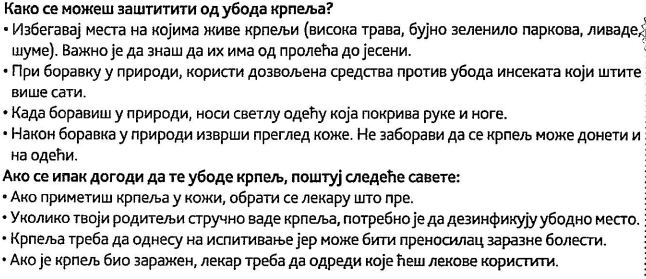 Како се можеш заштитити од убода крпеља?
• Избегавај места на којима живе крпељи (висока трава, бујно зеленило паркова, ливаде,
шуме). Важно је да знаш да их има од пролећа до јесени.
• При боравку у природи, користи дозвољена средства против убода инсеката који штите
више сати.
• Када боравиш у природи, носи светлу одећу која покрива руке и ноге.
• Након боравка у природи изврши преглед коже. Не заборави да се крпељ може донети и
на одећи.
Ако се ипак догоди да те убоде крпељ, поштуј следеће савете:
• Ако приметиш крпеља у кожи, обрати се лекару што пре.
• Уколико твоји родитељи стручно ваде крпеља, потребно је да дезинфикују убодно место.
• Крпеља треба да однесу на испитивање јер може бити преносилац заразне болести.
• Ако је крпељ био заражен, лекар треба да одреди које ћеш лекове користити.